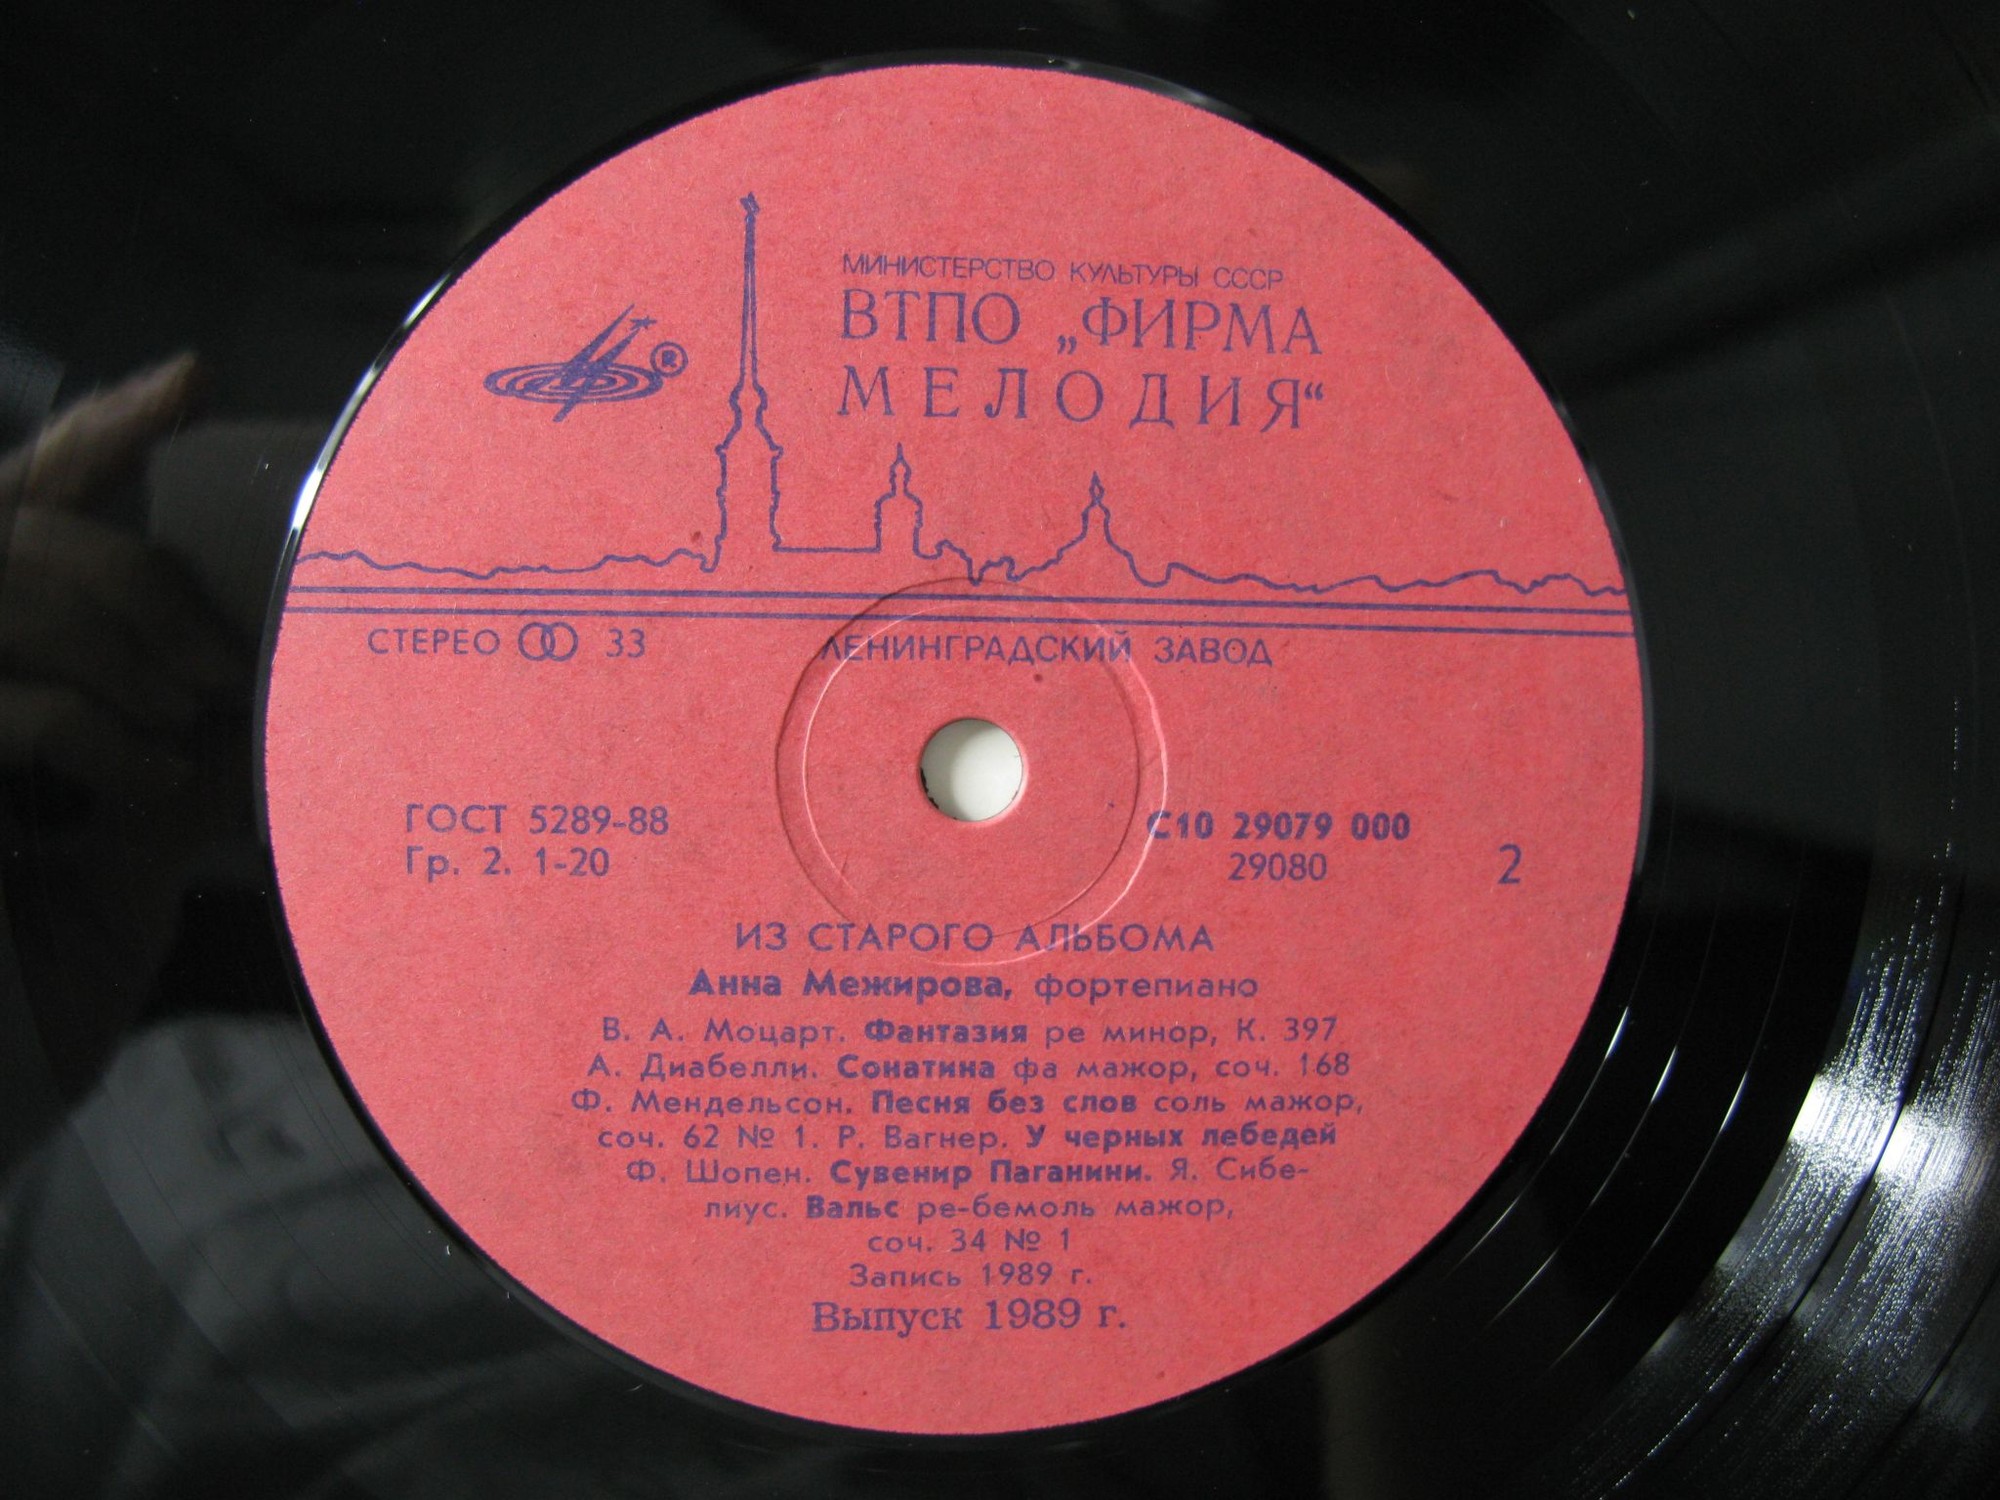 МИНИСТЕРСТВО КУЛЬТУРЫ СССР
ВТПО „ФИРМА
МЕЛОДИЯ“
®
СТЕРЕО 33
ЛЕНИНГРАДСКИЙ ЗАВОД
ГОСТ 5289-88
Гр. 2. 1-20
С10 29079 000
29080
2
ИЗ СТАРОГО АЛЬБОМА
Анна Межирова, фортепиано
В. А. Моцарт. Фантазия ре минор, К. 397
А. Диабелли. Сонатина фа мажор, соч. 168
Ф. Мендельсон. Песня без слов соль мажор,
соч. 62 № 1. Р. Вагнер. У черных лебедей
Ф. Шопен. Сувенир Паганини. Я. Сибе-
лиус. Вальс ре-бемоль мажор,
соч. 34 № 1
Запись 1989 г.
Выпуск 1989 г.